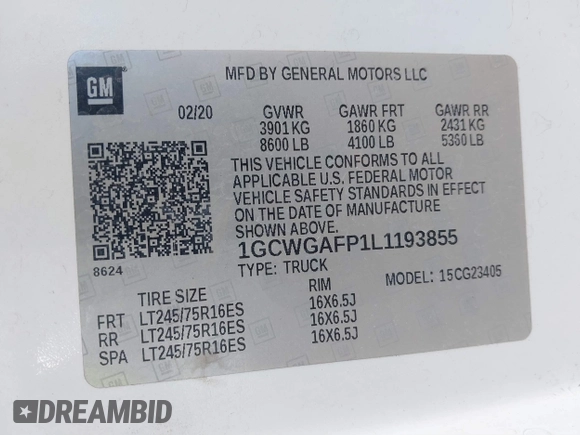 GM
MFD BY GENERAL MOTORS LLC
02/20 GVWR GAWR FRT GAWR RR
3901 KG 1860 KG 2431 KG
8600 LB 4100 LB 5360 LB
THIS VEHICLE CONFORMS TO ALL
APPLICABLE U.S. FEDERAL MOTOR
VEHICLE SAFETY STANDARDS IN EFFECT
ON THE DATE OF MANUFACTURE
SHOWN ABOVE.
8624 1GCWGAFP1L1193855
TYPE: TRUCK MODEL: 15CG23405
TIRE SIZE RIM
FRT LT245/75R16ES 16X6.5J
RR LT245/75R16ES 16X6.5J
SPA LT245/75R16ES 16X6.5J
DREAMBID